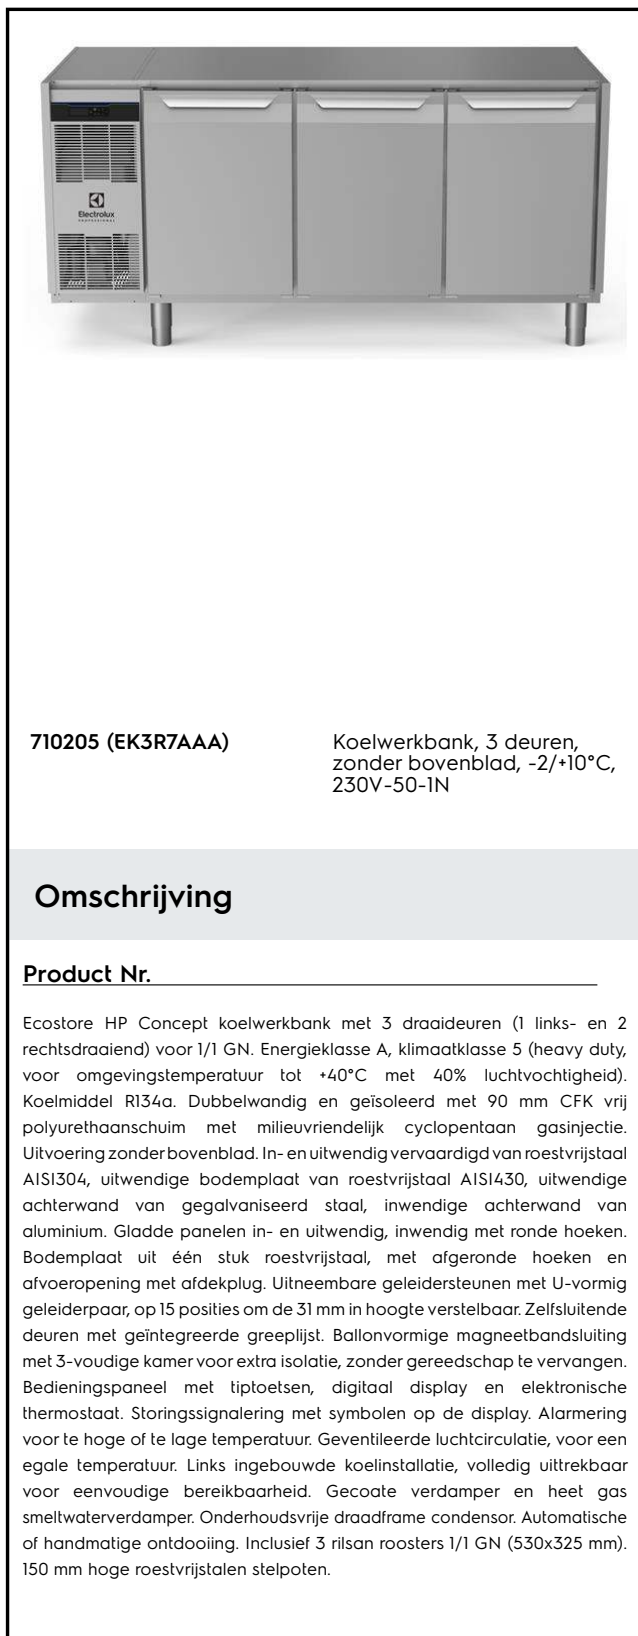 Electrolux
PROFESSIONAL
710205 (EK3R7AAA)
Koelwerkbank, 3 deuren,
zonder bovenblad, -2/+10°C,
230V-50-1N
Omschrijving
Product Nr.
Ecostore HP Concept koelwerkbank met 3 draaideuren (1 links- en 2
rechtsdraaiend) voor 1/1 GN. Energieklasse A, klimaatklasse 5 (heavy duty,
voor omgevingstemperatuur tot +40°C met 40% luchtvochtigheid).
Koelmiddel R134a. Dubbelwandig en geïsoleerd met 90 mm CFK vrij
polyurethaanschuim met milieuvriendelijk cyclopentaan gasinjectie.
Uitvoering zonder bovenblad. In- en uitwendig vervaardigd van roestvrijstaal
AISI304, uitwendige bodemplaat van roestvrijstaal AISI430, uitwendige
achterwand van gegalvaniseerd staal, inwendige achterwand van
aluminium. Gladde panelen in- en uitwendig, inwendig met ronde hoeken.
Bodemplaat uit één stuk roestvrijstaal, met afgeronde hoeken en
afvoeropening met afdekplug. Uitneembare geleidersteunen met U-vormig
geleiderpaar, op 15 posities om de 31 mm in hoogte verstelbaar. Zelfsluitende
deuren met geïntegreerde greeplijst. Ballonvormige magneetbandsluiting
met 3-voudige kamer voor extra isolatie, zonder gereedschap te vervangen.
Bedieningspaneel met tiptoetsen, digitaal display en elektronische
thermostaat. Storingssignalering met symbolen op de display. Alarmering
voor te hoge of te lage temperatuur. Geventileerde luchtcirculatie, voor een
egale temperatuur. Links ingebouwde koelinstallatie, volledig uittrekbaar
voor eenvoudige bereikbaarheid. Gecoate verdamper en heet gas
smeltwaterverdamper. Onderhoudsvrije draadframe condensor. Automatische
of handmatige ontdooiing. Inclusief 3 rilsan roosters 1/1 GN (530x325 mm).
150 mm hoge roestvrijstalen stelpoten.